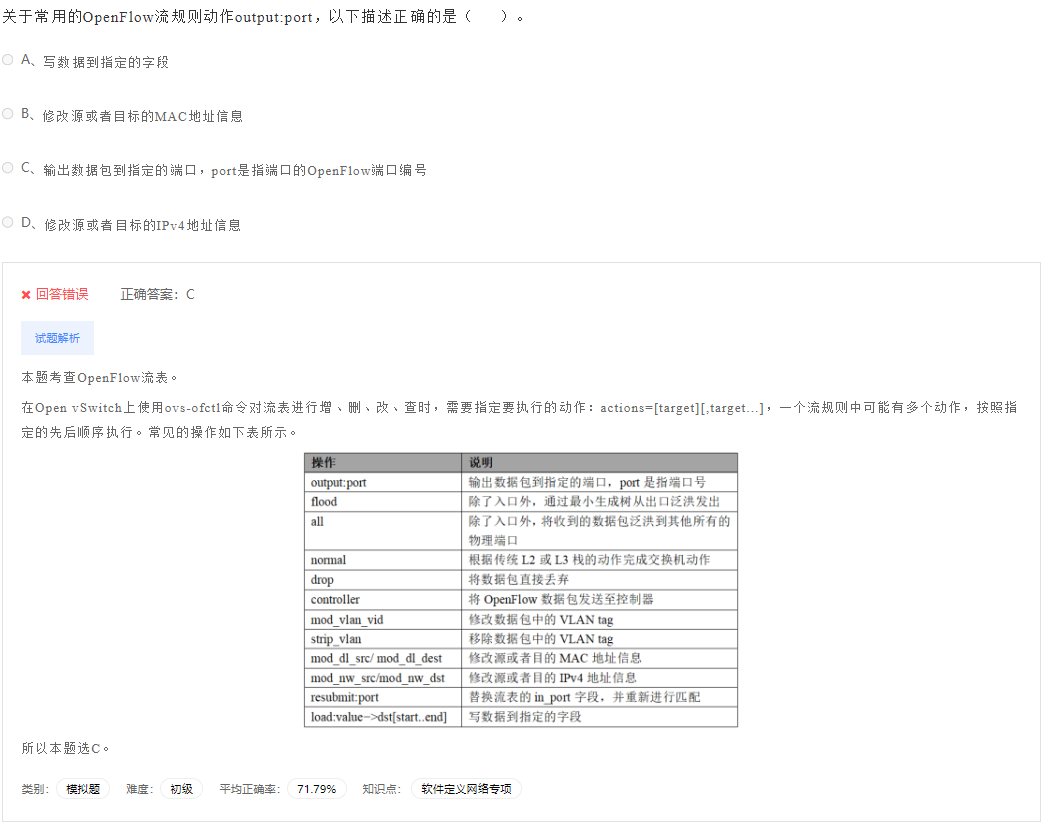 关于常用的OpenFlow流规则动作output:port，以下描述正确的是（　　）。
A、写数据到指定的字段
B、修改源或者目标的MAC地址信息
C、输出数据包到指定的端口，port是指端口的OpenFlow端口编号
D、修改源或者目标的IPv4地址信息
回答错误 正确答案：C
试题解析
本题考查OpenFlow流表。
在Open vSwitch上使用ovs-ofctl命令对流表进行增、删、改、查时，需要指定要执行的动作：actions=[target][,target...]，一个流规则中可能有多个动作，按照指
定的先后顺序执行。常见的操作如下表所示。
操作 说明
output:port 输出数据包到指定的端口，port 是指端口号
flood 除了入口外，通过最小生成树从出口泛洪发出
all 除了入口外，将收到的数据包泛洪到其他所有的
物理端口
normal 根据传统 L2 或 L3 栈的动作完成交换机动作
drop 将数据包直接丢弃
controller 将 OpenFlow 数据包发送至控制器
mod_vlan_vid 修改数据包中的 VLAN tag
strip_vlan 移除数据包中的 VLAN tag
mod_dl_src/ mod_dl_dest 修改源或者目的 MAC 地址信息
mod_nw_src/mod_nw_dst 修改源或者目的 IPv4 地址信息
resubmit:port 替换流表的 in_port 字段，并重新进行匹配
load:value−>dst[start..end] 写数据到指定的字段
所以本题选C。
类别： 模拟题 难度： 初级 平均正确率： 71.79% 知识点： 软件定义网络专项